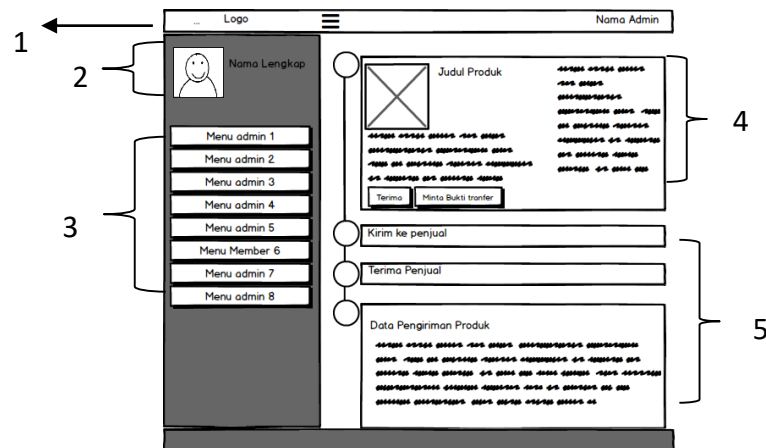 ... Logo Nama Admin
1
2
Nama Lengkap
Judul Produk
4
Menu admin 1
Menu admin 2
Menu admin 3
Menu admin 4
Menu admin 5
Menu Member 6
Menu admin 7
Menu admin 8
3
Terima Minta Bukti tranfer
Kirim ke penjual
Terima Penjual
5
Data Pengiriman Produk